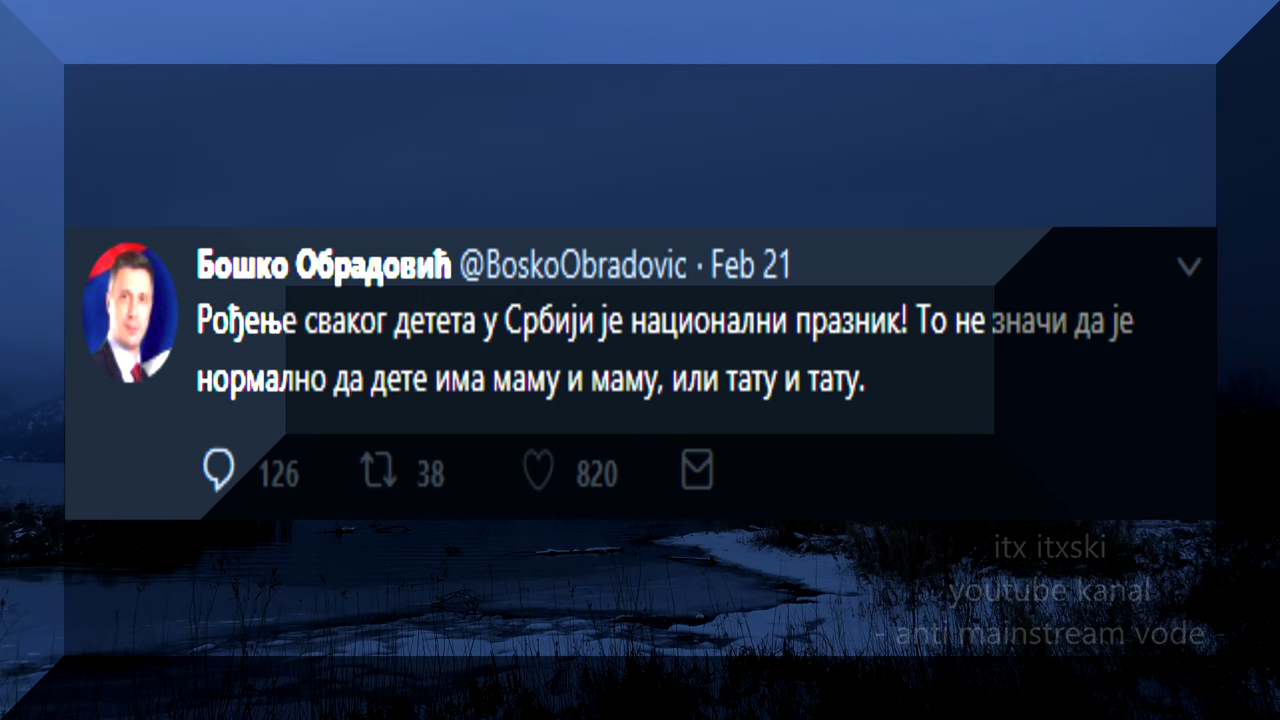 Бошко Обрадовић @BoskoObradovic · Feb 21
Рођење сваког детета у Србији је национални празник! То не значи да је
нормално да дете има маму и маму, или тату и тату.
126 38 820
itx itxski
youtube kanal
- anti mainstream vode -